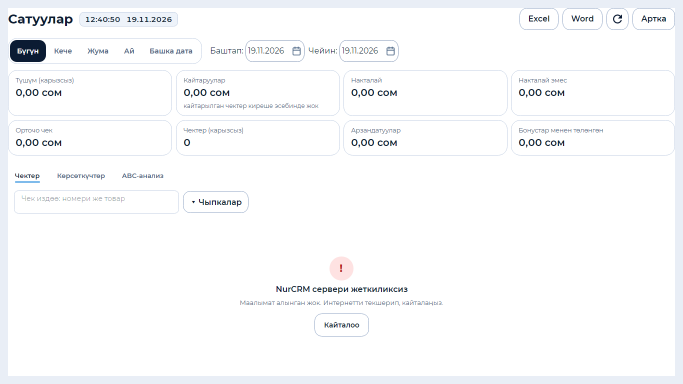 Сатуулар 12:40:50 19.11.2026 Excel Word Артка
Бүгүн Кече Жума Ай Башка дата Баштап: 19.11.2026 Чейин: 19.11.2026
Түшүм (карызсыз) Кайтаруулар Накталай Накталай эмес
0,00 сом 0,00 сом 0,00 сом 0,00 сом
кайтарылган чектер киреше эсебинде жок
Орточо чек Чектер (карызсыз) Арзандатуулар Бонустар менен төлөнгөн
0,00 сом 0 0,00 сом 0,00 сом
Чектер Көрсөткүчтөр АВС-анализ
Чек издөө: номери же товар Чыпкалар
!
NurCRM сервери жеткиликсиз
Маалымат алынган жок. Интернетти текшерип, кайталаңыз.
Кайталоо